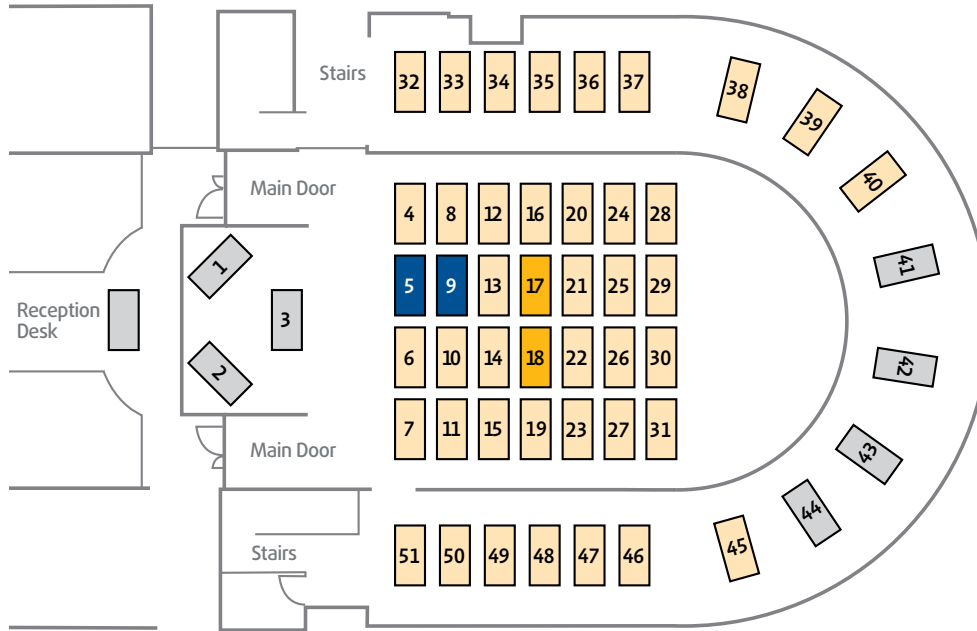 Stairs
32 33 34 35 36 37
38
39
40
41
42
43
44
45
Main Door
4 8 12 16 20 24 28
1
5 9 13 17 21 25 29
Reception
Desk
3
2
6 10 14 18 22 26 30
7 11 15 19 23 27 31
Main Door
Stairs
51 50 49 48 47 46